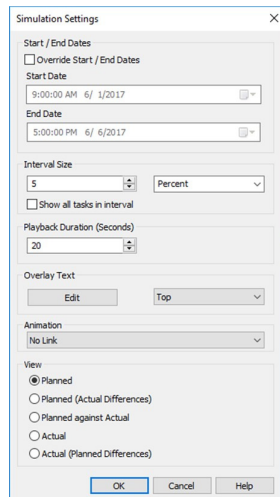 Simulation Settings
Start / End Dates
Override Start / End Dates
Start Date
9:00:00 AM 6/ 1/2017
End Date
5:00:00 PM 6/ 6/2017
Interval Size
5 Percent
Show all tasks in interval
Playback Duration (Seconds)
20
Overlay Text
Edit Top
Animation
No Link
View
Planned
Planned (Actual Differences)
Planned against Actual
Actual
Actual (Planned Differences)
OK Cancel Help